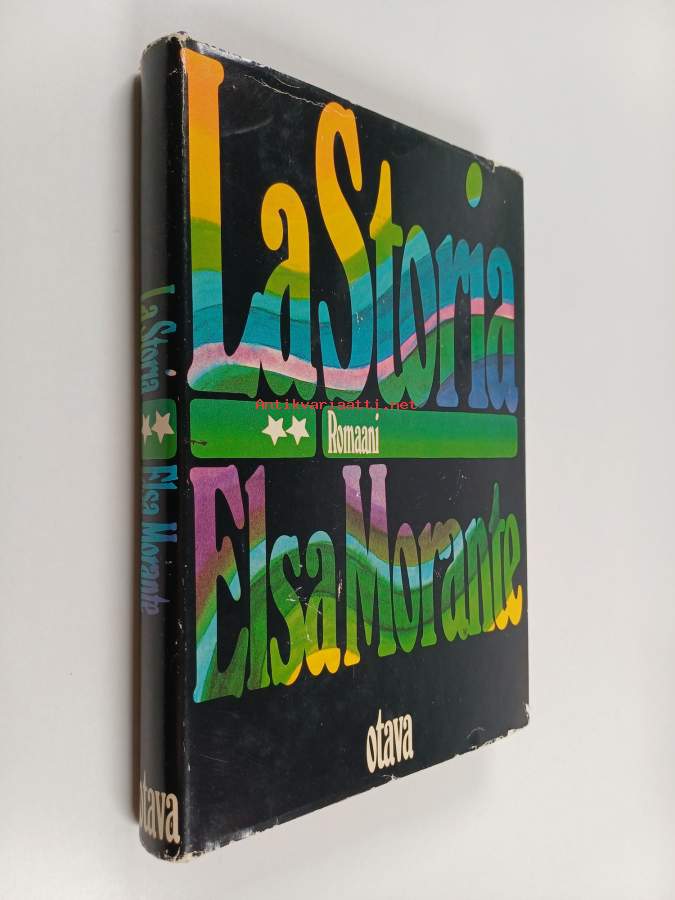 La Storia
Romaani
Elsa Morante
otava
La Storia
Elsa Morante
otava
Antikvariaatti.net